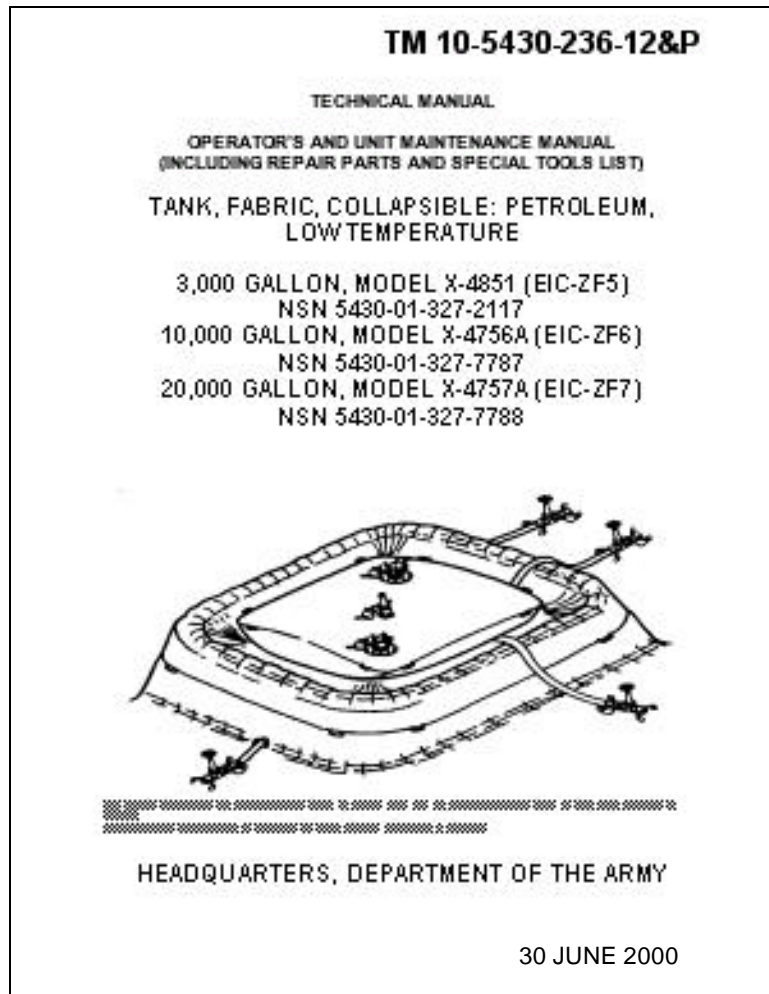 TM 10-5430-236-12&P
TECHNICAL MANUAL
OPERATOR'S AND UNIT MAINTENANCE MANUAL
(INCLUDING REPAIR PARTS AND SPECIAL TOOLS LIST)
TANK, FABRIC, COLLAPSIBLE: PETROLEUM,
LOW TEMPERATURE
3,000 GALLON, MODEL X-4851 (EIC-ZF5)
NSN 5430-01-327-2117
10,000 GALLON, MODEL X-4756A (EIC-ZF6)
NSN 5430-01-327-7787
20,000 GALLON, MODEL X-4757A (EIC-ZF7)
NSN 5430-01-327-7788
HEADQUARTERS, DEPARTMENT OF THE ARMY
30 JUNE 2000